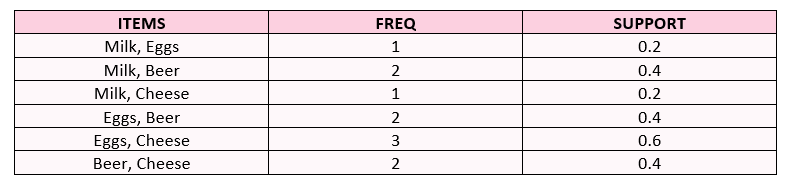 ITEMS FREQ SUPPORT
Milk, Eggs 1 0.2
Milk, Beer 2 0.4
Milk, Cheese 1 0.2
Eggs, Beer 2 0.4
Eggs, Cheese 3 0.6
Beer, Cheese 2 0.4